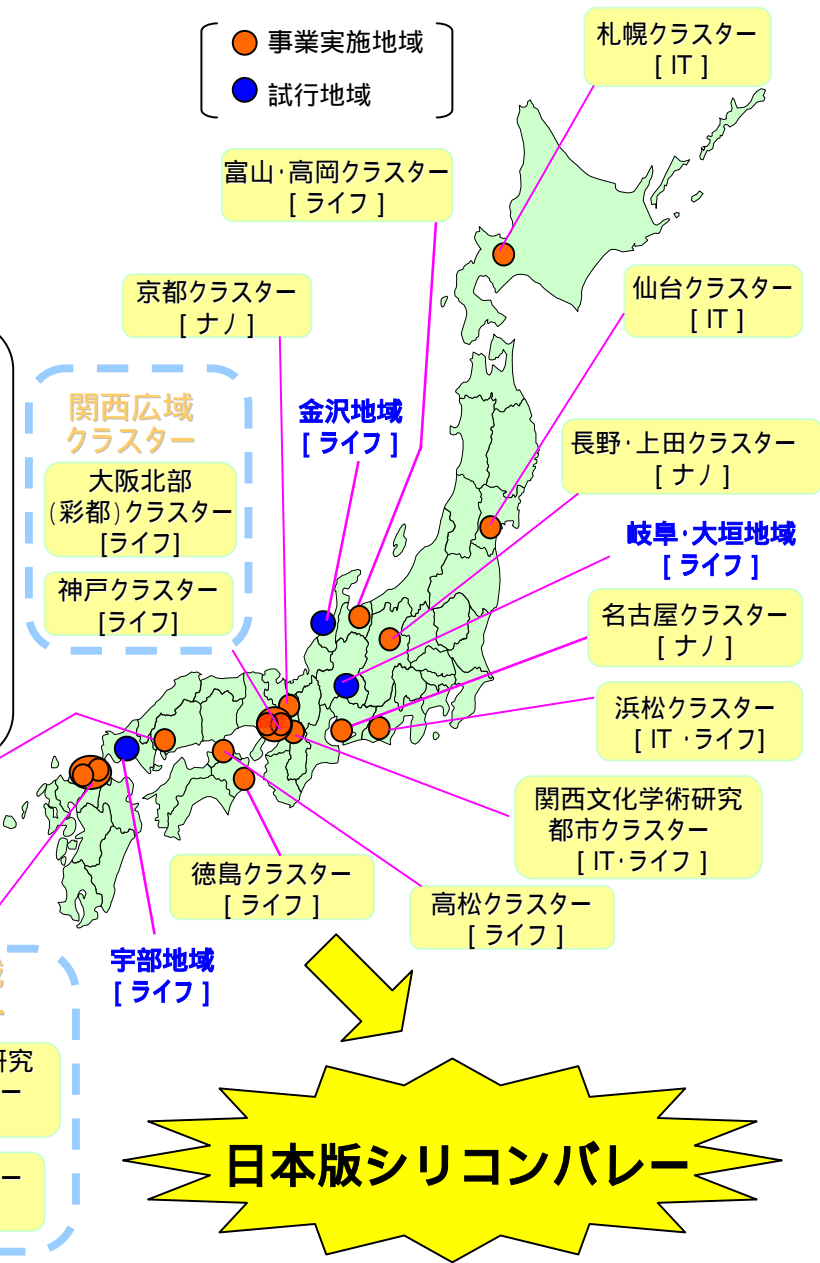 事業実施地域
試行地域
札幌クラスター
[ IT ]
富山・高岡クラスター
[ ライフ ]
京都クラスター
[ ナノ ]
仙台クラスター
[ IT ]
関西広域
クラスター
大阪北部
(彩都)クラスター
[ライフ]
神戸クラスター
[ライフ]
金沢地域
[ ライフ ]
長野・上田クラスター
[ ナノ ]
岐阜・大垣地域
[ ライフ ]
名古屋クラスター
[ ナノ ]
浜松クラスター
[ IT ・ライフ]
関西文化学術研究
都市クラスター
[ IT・ライフ ]
徳島クラスター
[ ライフ ]
高松クラスター
[ ライフ ]
宇部地域
[ ライフ ]
研究
ー
ー
日本版シリコンバレー